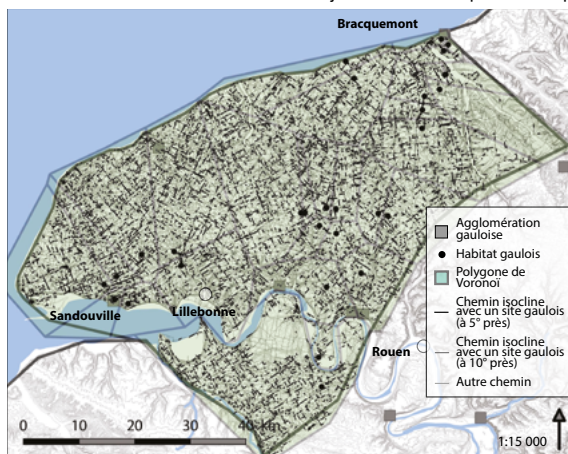 Bracquemont
Agglomération
gauloise
Habitat gaulois
Polygone de
Voronoï
Chemin isocline
avec un site gaulois
(à 5° près)
Chemin isocline
avec un site gaulois
(à 10° près)
Autre chemin
Sandouville
Lillebonne
Rouen
0 10 20 30 40 km
1:15 000